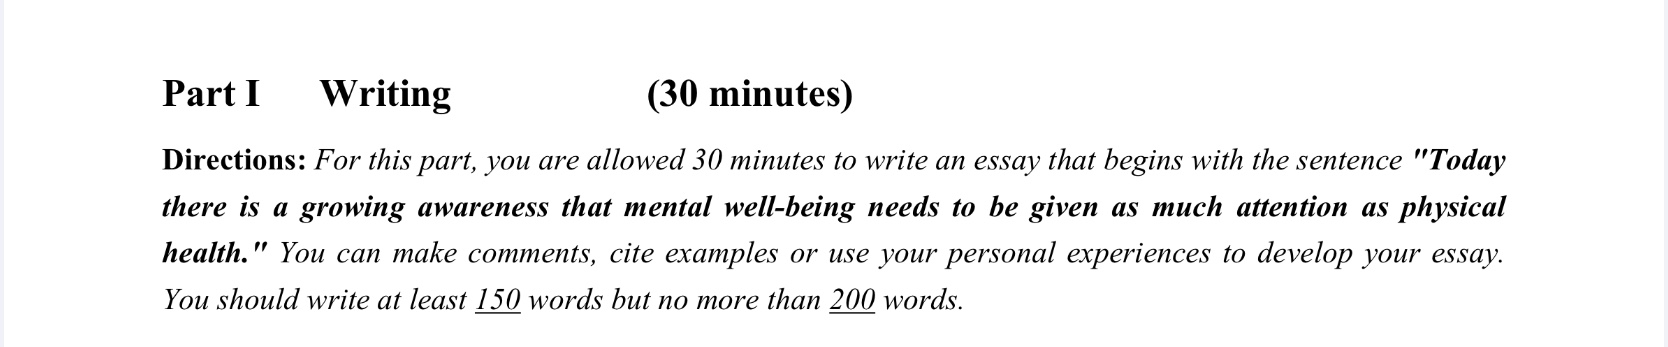 Part I Writing (30 minutes)
Directions: For this part, you are allowed 30 minutes to write an essay that begins with the sentence "Today
there is a growing awareness that mental well-being needs to be given as much attention as physical
health." You can make comments, cite examples or use your personal experiences to develop your essay.
You should write at least 150 words but no more than 200 words.